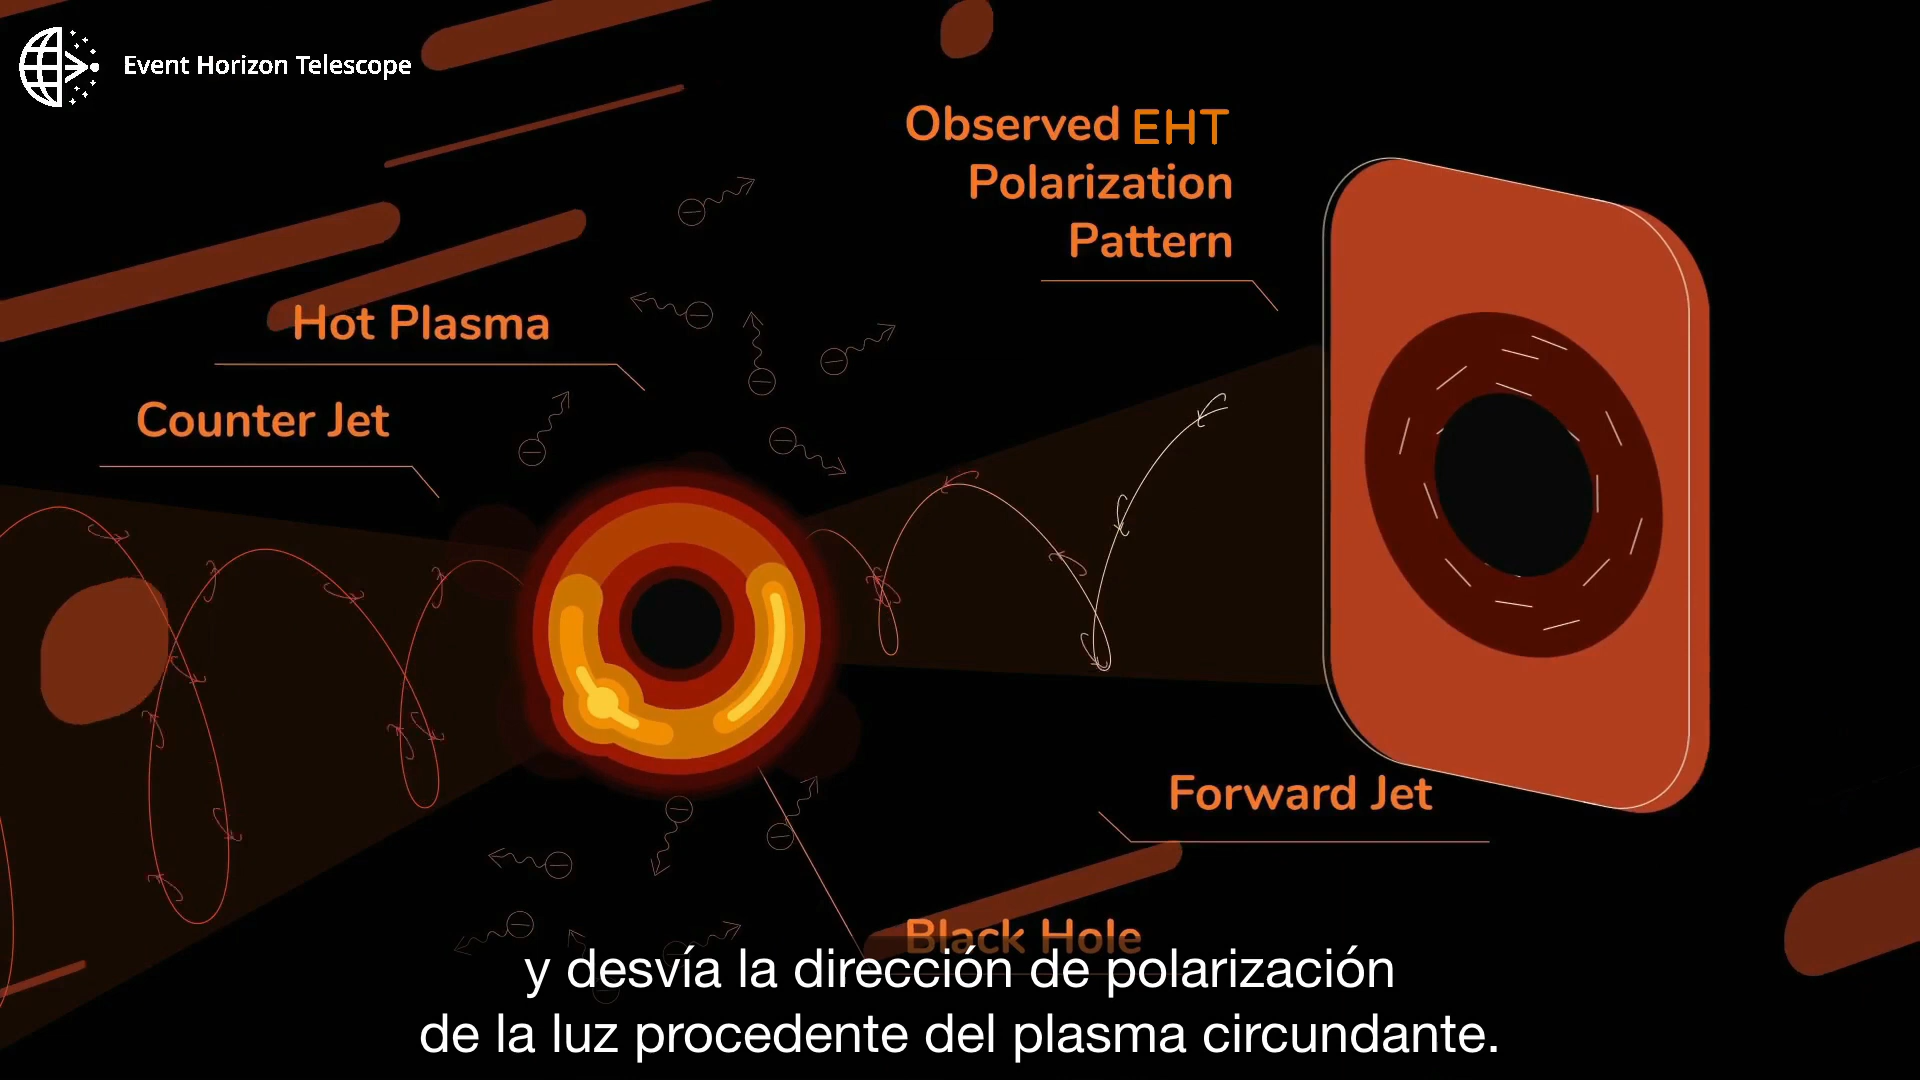 Event Horizon Telescope
Observed EHT
Polarization
Pattern
Hot Plasma
Counter Jet
Forward Jet
Black Hole
y desvía la dirección de polarización
de la luz procedente del plasma circundante.